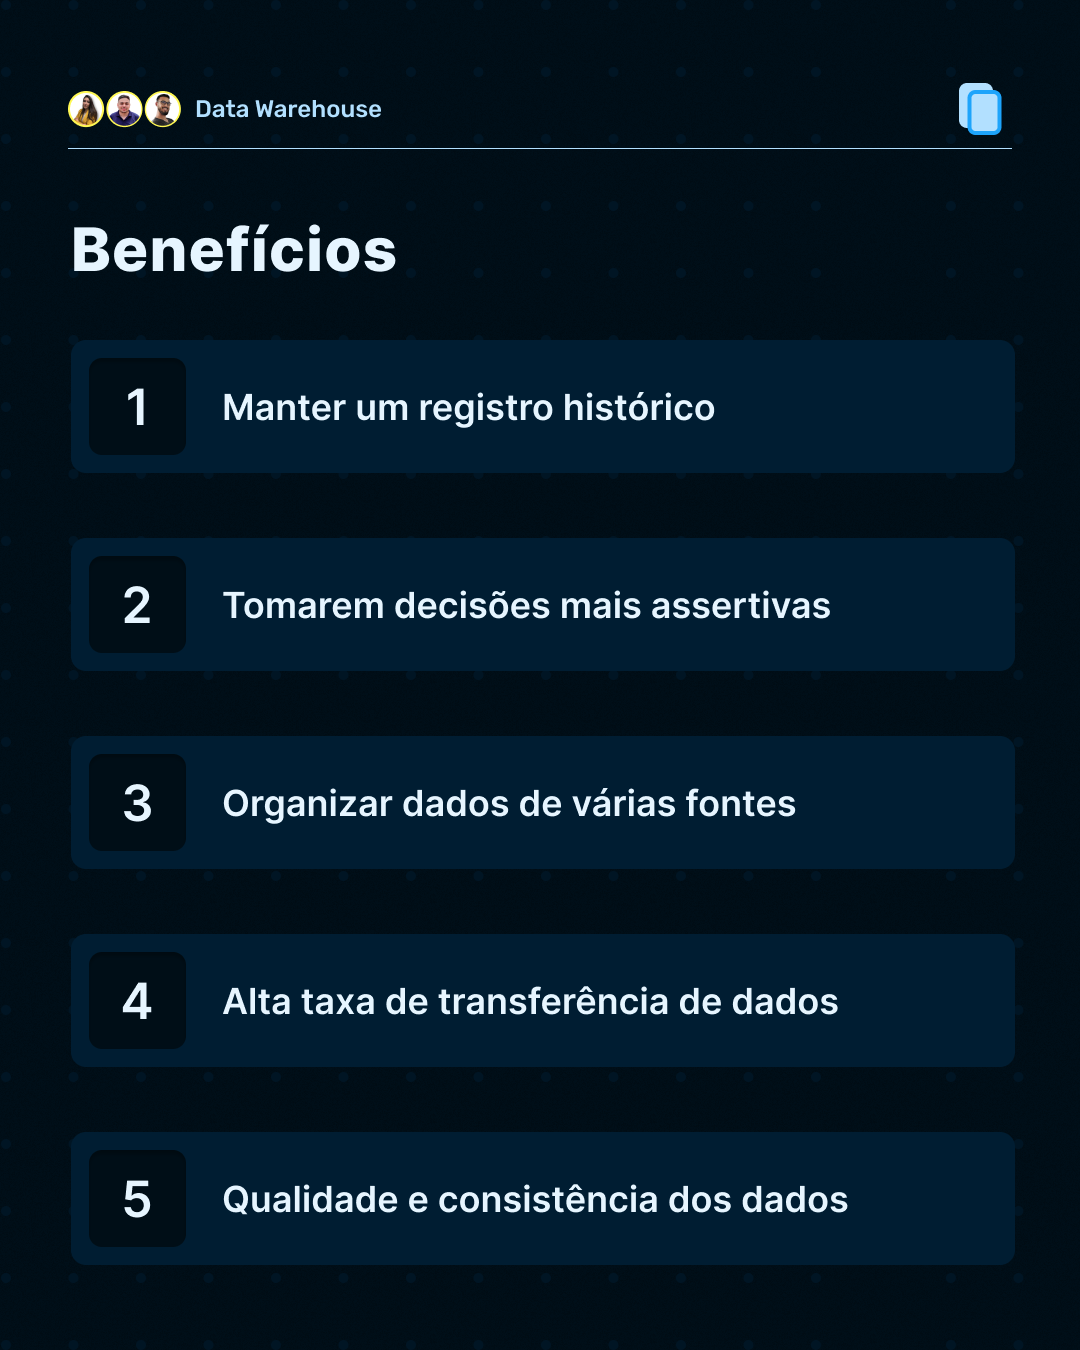 Data Warehouse
Benefícios
1
Manter um registro histórico
2
Tomarem decisões mais assertivas
3
Organizar dados de várias fontes
4
Alta taxa de transferência de dados
5
Qualidade e consistência dos dados